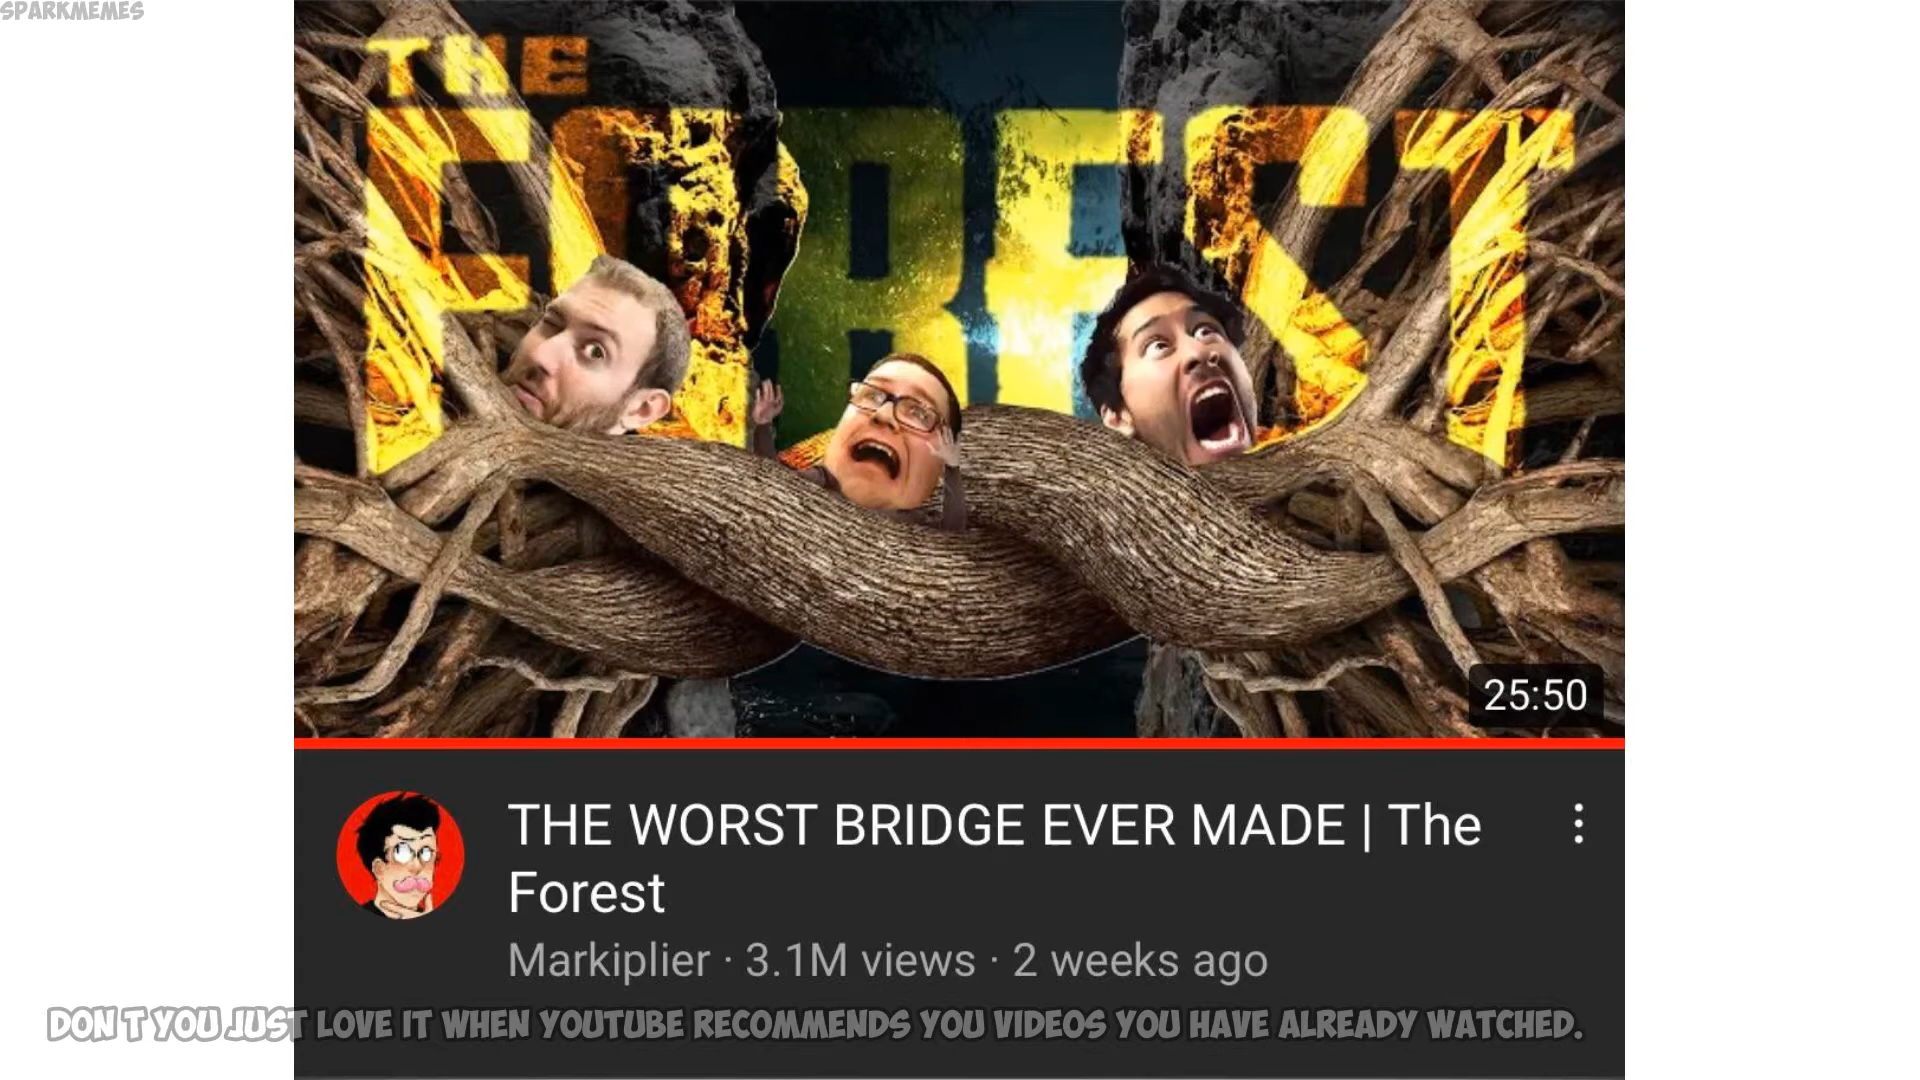 SPARKMEMES
THE
FOREST
25:50
THE WORST BRIDGE EVER MADE | The
Forest
Markiplier · 3.1M views · 2 weeks ago
DON'T YOU JUST LOVE IT WHEN YOUTUBE RECOMMENDS YOU VIDEOS YOU HAVE ALREADY WATCHED.